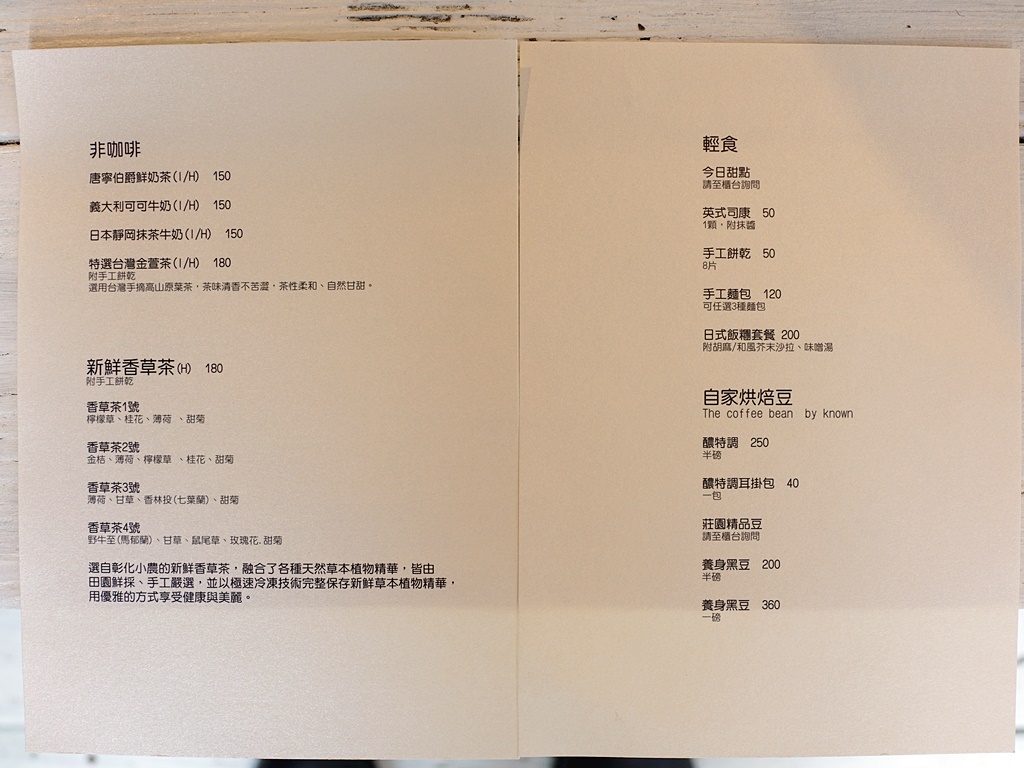 非咖啡
唐寧伯爵鮮奶茶(I/H) 150
義大利可可牛奶(I/H) 150
日本靜岡抹茶牛奶(I/H) 150
特選台灣金萱茶(I/H) 180
附手工餅乾
選用台灣手摘高山原葉茶，茶味清香不苦澀，茶性柔和、自然甘甜。
新鮮香草茶(H) 180
附手工餅乾
香草茶1號
檸檬草、桂花、薄荷 、甜菊
香草茶2號
金桔、薄荷、檸檬草 、桂花、甜菊
香草茶3號
薄荷、甘草、香林投(七葉蘭)、甜菊
香草茶4號
野牛至(馬郁蘭)、甘草、鼠尾草、玫瑰花.甜菊
選自彰化小農的新鮮香草茶，融合了各種天然草本植物精華，皆由
田園鮮採、手工嚴選，並以極速冷凍技術完整保存新鮮草本植物精華，
用優雅的方式享受健康與美麗。
輕食
今日甜點
請至櫃台詢問
英式司康 50
1顆，附抹醬
手工餅乾 50
8片
手工麵包 120
可任選3種麵包
日式飯糰套餐 200
附胡麻/和風芥末沙拉、味噌湯
自家烘焙豆
The coffee bean by known
醲特調 250
半磅
醲特調耳掛包 40
一包
莊園精品豆
請至櫃台詢問
養身黑豆 200
半磅
養身黑豆 360
一磅